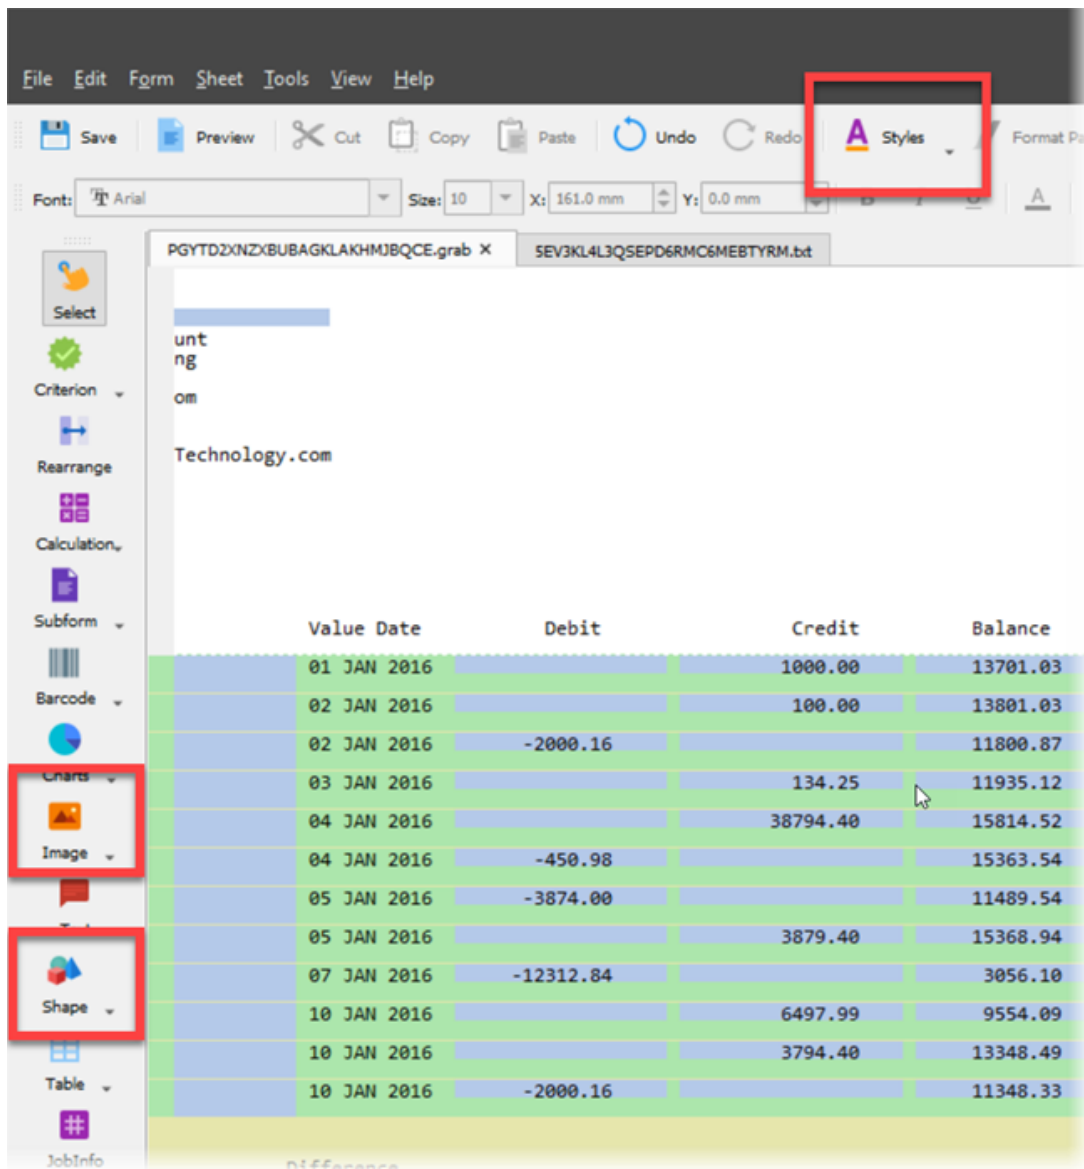 File Edit Form Sheet Tools View Help
Save Preview Cut Copy Paste Undo Redo A Styles Format
Font: Arial Size: 10 X: 161.0 mm Y: 0.0 mm B I U A
PGYTD2XNZXBUBAGKLAKHMJBQCE.grab × 5EV3KL4L3QSEPD6RMC6MEBTYRM.txt
Select
unt
ng
Criterion
om
Rearrange
Technology.com
Calculation
Subform
Value Date Debit Credit Balance
01 JAN 2016 1000.00 13701.03
Barcode
02 JAN 2016 100.00 13801.03
02 JAN 2016 -2000.16 11800.87
Charts
03 JAN 2016 134.25 11935.12
04 JAN 2016 38794.40 15814.52
Image
04 JAN 2016 -450.98 15363.54
05 JAN 2016 -3874.00 11489.54
05 JAN 2016 3879.40 15368.94
07 JAN 2016 -12312.84 3056.10
Shape
10 JAN 2016 6497.99 9554.09
10 JAN 2016 3794.40 13348.49
Table
10 JAN 2016 -2000.16 11348.33
JobInfo
Difference